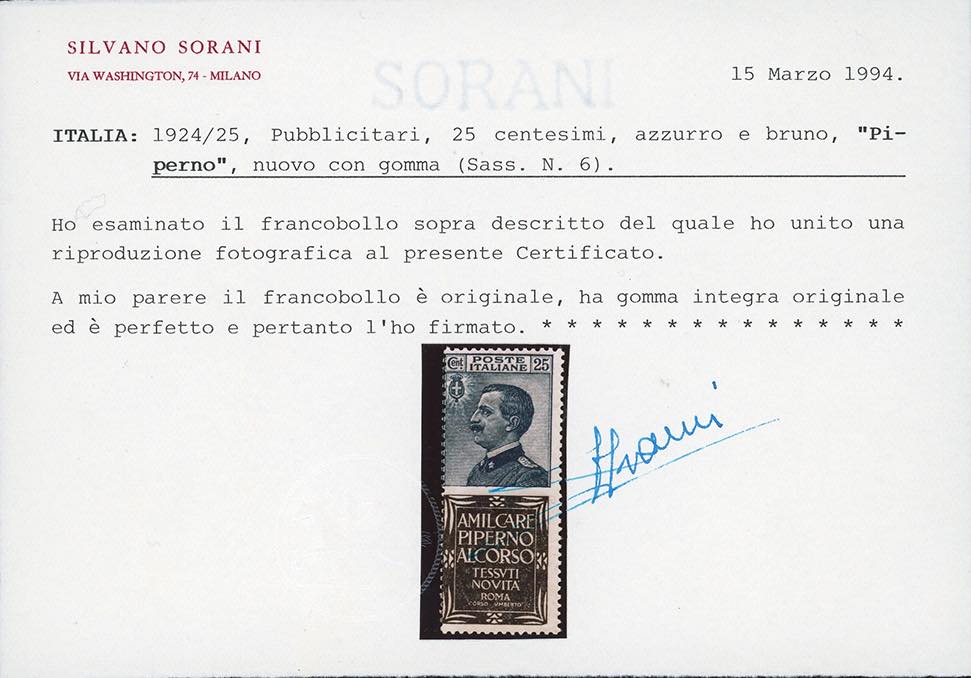 SILVANO SORANI
VIA WASHINGTON, 74 - MILANO
SORANI
15 Marzo 1994.
ITALIA: 1924/25, Pubblicitari, 25 centesimi, azzurro e bruno, "Pi-
perno", nuovo con gomma (Sass. N. 6).
Ho esaminato il francobollo sopra descritto del quale ho unito una
riproduzione fotografica al presente Certificato.
A mio parere il francobollo è originale, ha gomma integra originale
ed è perfetto e pertanto l'ho firmato. * * * * * * * * * * * * * * *
Cent POSTE ITALIANE 25
AMILCARE
PIPERNO
ALCORSO
TESSVTI
NOVITA
ROMA
CORSO VMBERTO
SSorani